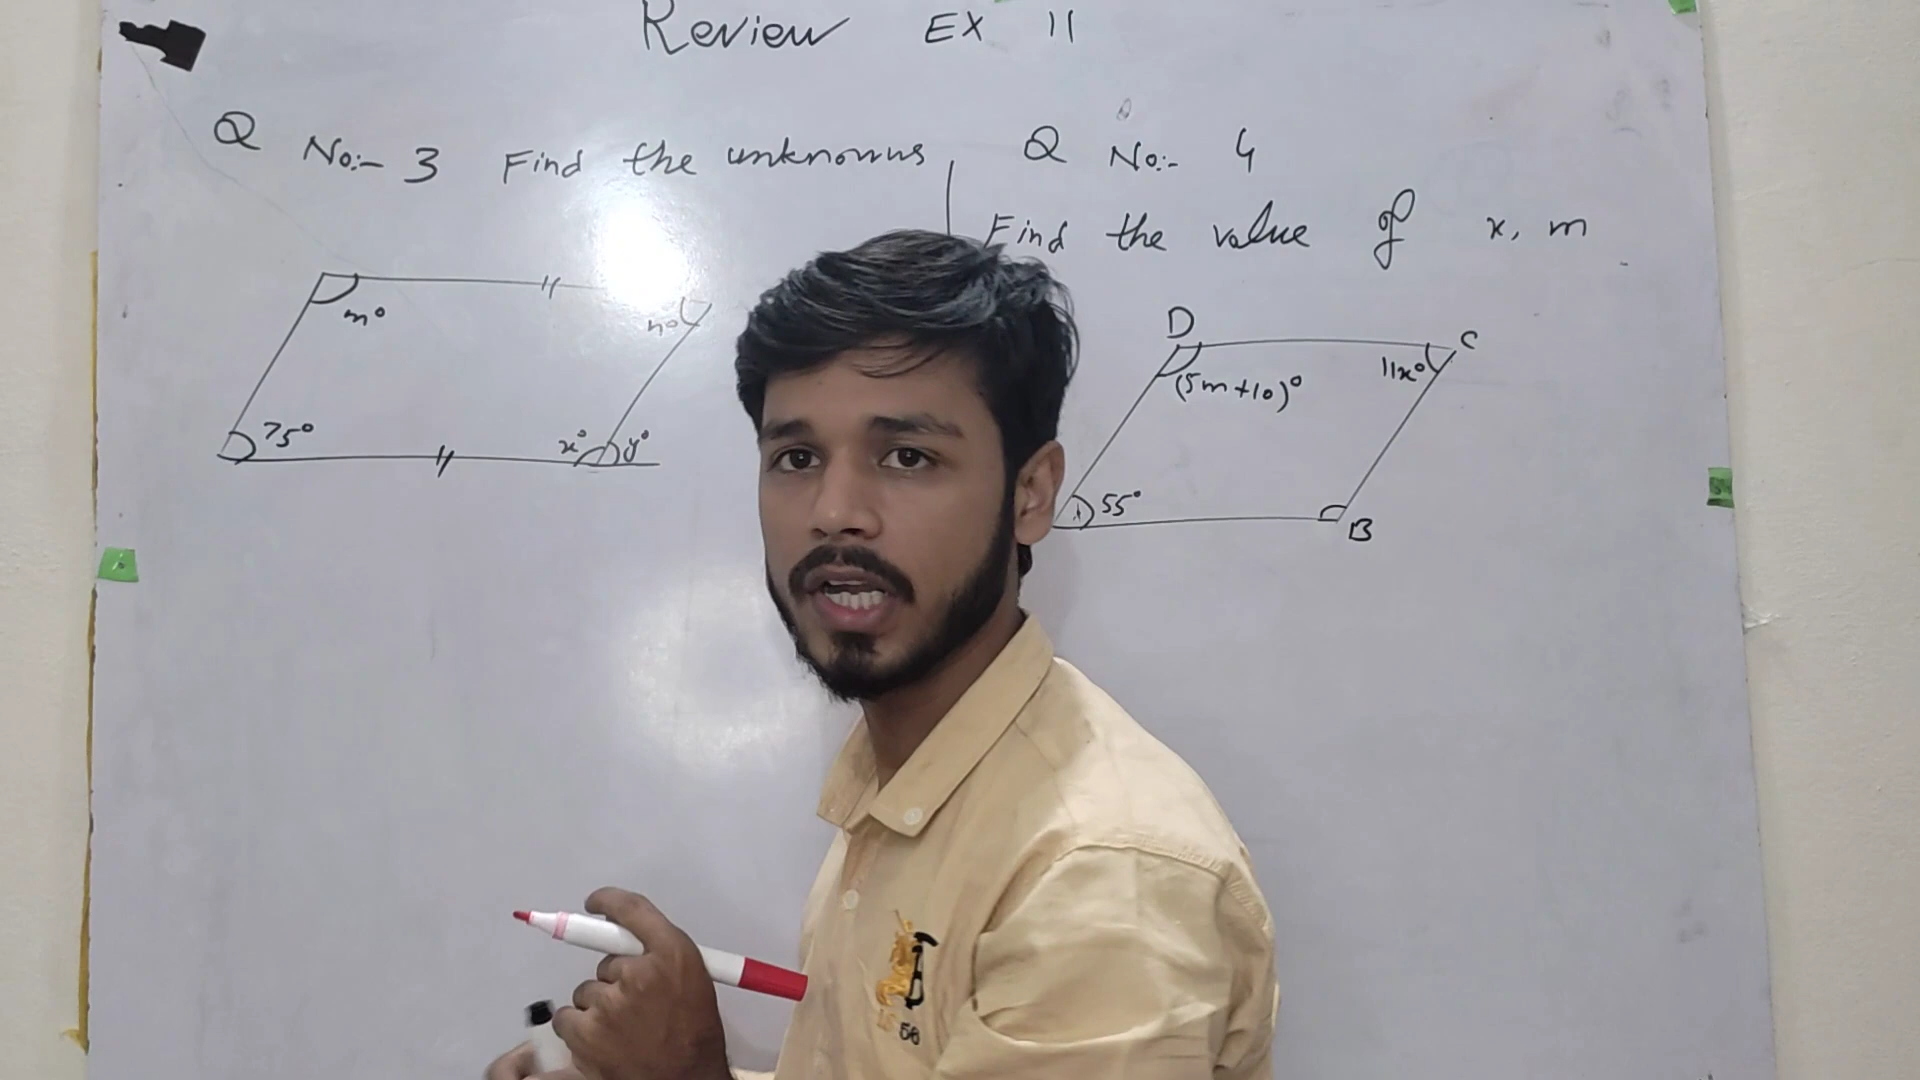 Review EX 11
Q No:- 3 Find the unknowns
Q No:- 4
Find the value of x, m
m°
n°
75°
x° y°
D
C
(5m+10)°
11x°
55°
B
56